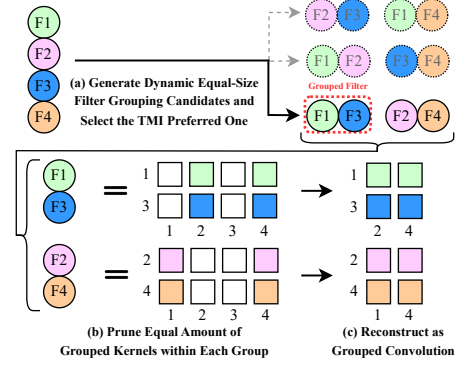 F1
F2
F3
F4
(a) Generate Dynamic Equal-Size
Filter Grouping Candidates and
Select the TMI Preferred One
F2 F3 F1 F4
F1 F2 F3 F4
Grouped Filter
F1 F3 F2 F4
F1
F3
=
1
3
1 2 3 4
1
3
2 4
F2
F4
=
2
4
1 2 3 4
2
4
1 4
(b) Prune Equal Amount of
Grouped Kernels within Each Group
(c) Reconstruct as
Grouped Convolution